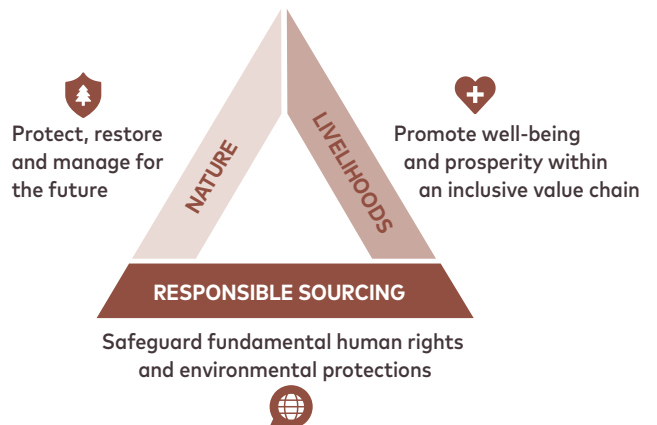 Protect, restore
and manage for
the future
NATURE
LIVELIHOODS
Promote well-being
and prosperity within
an inclusive value chain
RESPONSIBLE SOURCING
Safeguard fundamental human rights
and environmental protections